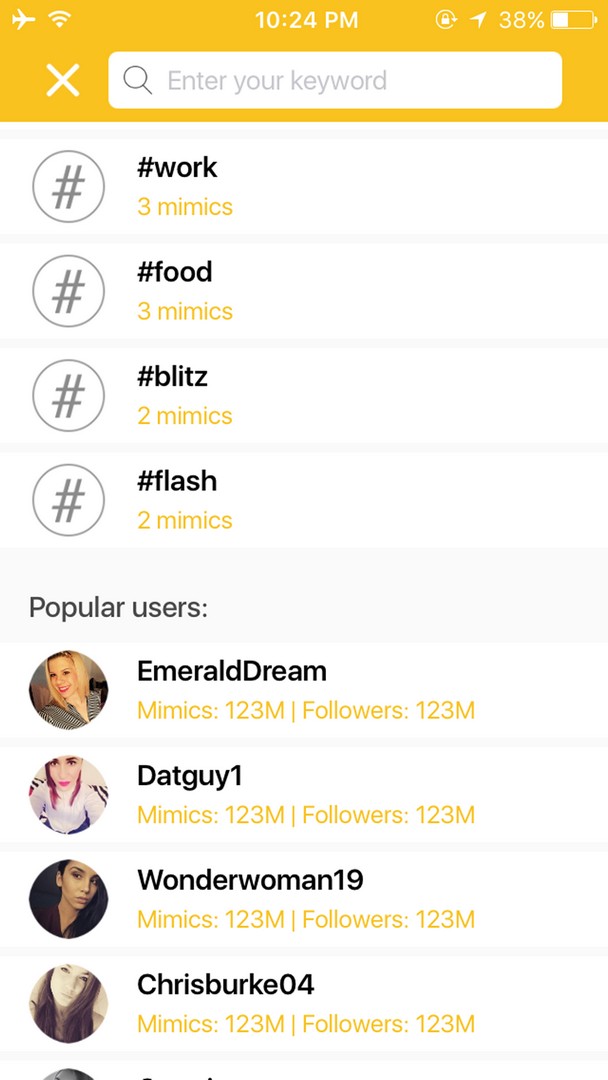 10:24 PM
38%
Enter your keyword
#
#work
3 mimics
#
#food
3 mimics
#
#blitz
2 mimics
#
#flash
2 mimics
Popular users:
EmeraldDream
Mimics: 123M | Followers: 123M
Datguy1
Mimics: 123M | Followers: 123M
Wonderwoman19
Mimics: 123M | Followers: 123M
Chrisburke04
Mimics: 123M | Followers: 123M